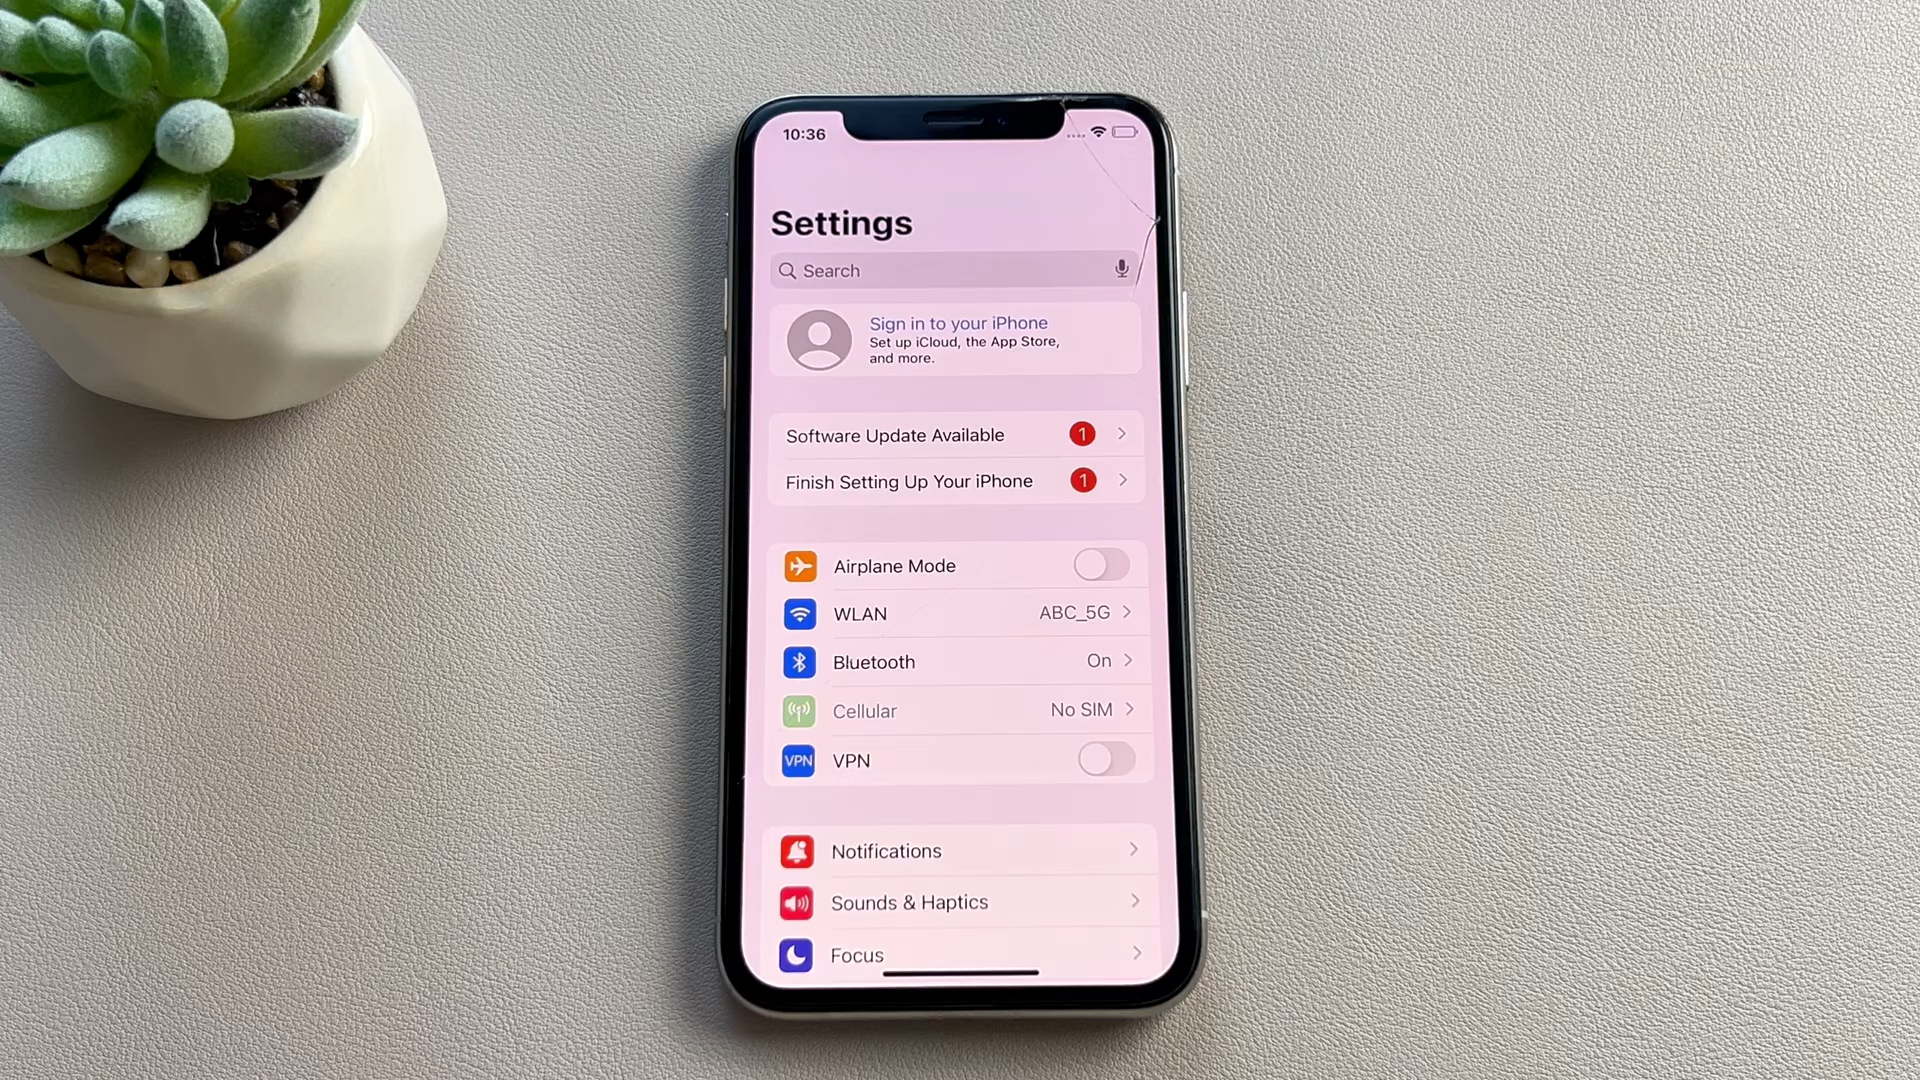 10:36
Settings
Search
Sign in to your iPhone
Set up iCloud, the App Store,
and more.
Software Update Available 1
Finish Setting Up Your iPhone 1
Airplane Mode
WLAN ABC_5G
Bluetooth On
Cellular No SIM
VPN VPN
Notifications
Sounds & Haptics
Focus